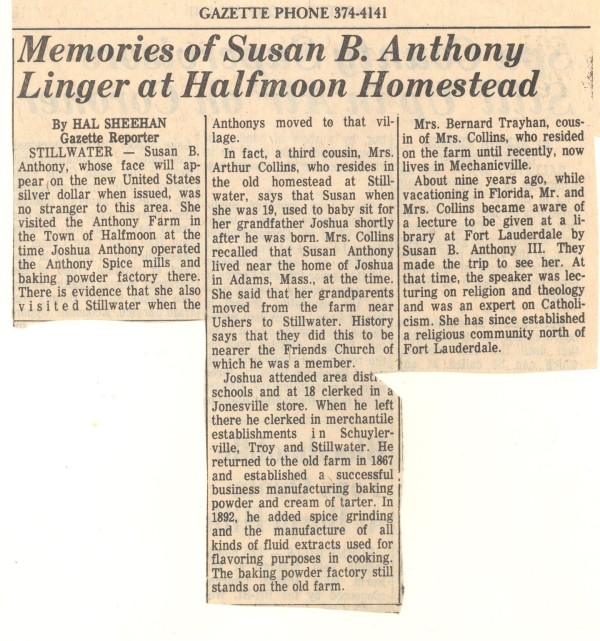 GAZETTE PHONE 374-4141
Memories of Susan B. Anthony
Linger at Halfmoon Homestead
By HAL SHEEHAN
Gazette Reporter
STILLWATER — Susan B.
Anthony, whose face will ap-
pear on the new United States
silver dollar when issued, was
no stranger to this area. She
visited the Anthony Farm in
the Town of Halfmoon at the
time Joshua Anthony operated
the Anthony Spice mills and
baking powder factory there.
There is evidence that she also
visited Stillwater when the
Anthonys moved to that vil-
lage.
In fact, a third cousin, Mrs.
Arthur Collins, who resides in
the old homestead at Still-
water, says that Susan when
she was 19, used to baby sit for
her grandfather Joshua shortly
after he was born. Mrs. Collins
recalled that Susan Anthony
lived near the home of Joshua
in Adams, Mass., at the time.
She said that her grandparents
moved from the farm near
Ushers to Stillwater. History
says that they did this to be
nearer the Friends Church of
which he was a member.
Joshua attended area
schools and at 18 clerked in a
Jonesville store. When he left
there he clerked in merchantile
establishments in Schuyler-
ville, Troy and Stillwater. He
returned to the old farm in 1867
and established a successful
business manufacturing baking
powder and cream of tarter. In
1892, he added spice grinding
and the manufacture of all
kinds of fluid extracts used for
flavoring purposes in cooking.
The baking powder factory still
stands on the old farm.
Mrs. Bernard Trayhan, cous-
in of Mrs. Collins, who resided
on the farm until recently, now
lives in Mechanicville.
About nine years ago, while
vacationing in Florida, Mr. and
Mrs. Collins became aware of
a lecture to be given at a li-
brary at Fort Lauderdale by
Susan B. Anthony III. They
made the trip to see her. At
that time, the speaker was lec-
turing on religion and theology
and was an expert on Catholi-
cism. She has since established
a religious community north of
Fort Lauderdale.